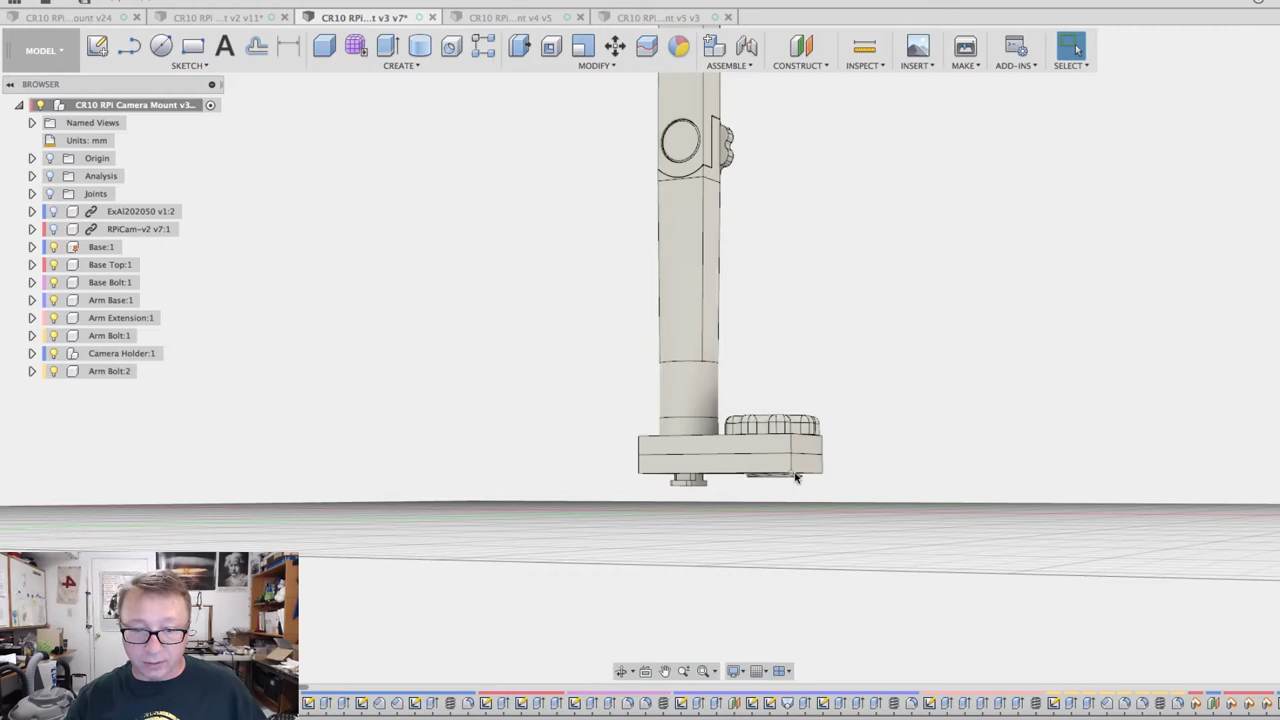 CR10 RPi...ount v24
CR10 RPi ...t v2 v11*
CR10 RPi...t v3 v7*
CR10 RPi...nt v4 v5
CR10 RPi...nt v5 v3
MODEL
SKETCH
CREATE
MODIFY
ASSEMBLE
CONSTRUCT
INSPECT
INSERT
MAKE
ADD-INS
SELECT
BROWSER
CR10 RPi Camera Mount v3...
Named Views
Units: mm
Origin
Analysis
Joints
ExAl202050 v1:2
RPiCam-v2 v7:1
Base:1
Base Top:1
Base Bolt:1
Arm Base:1
Arm Extension:1
Arm Bolt:1
Camera Holder:1
Arm Bolt:2